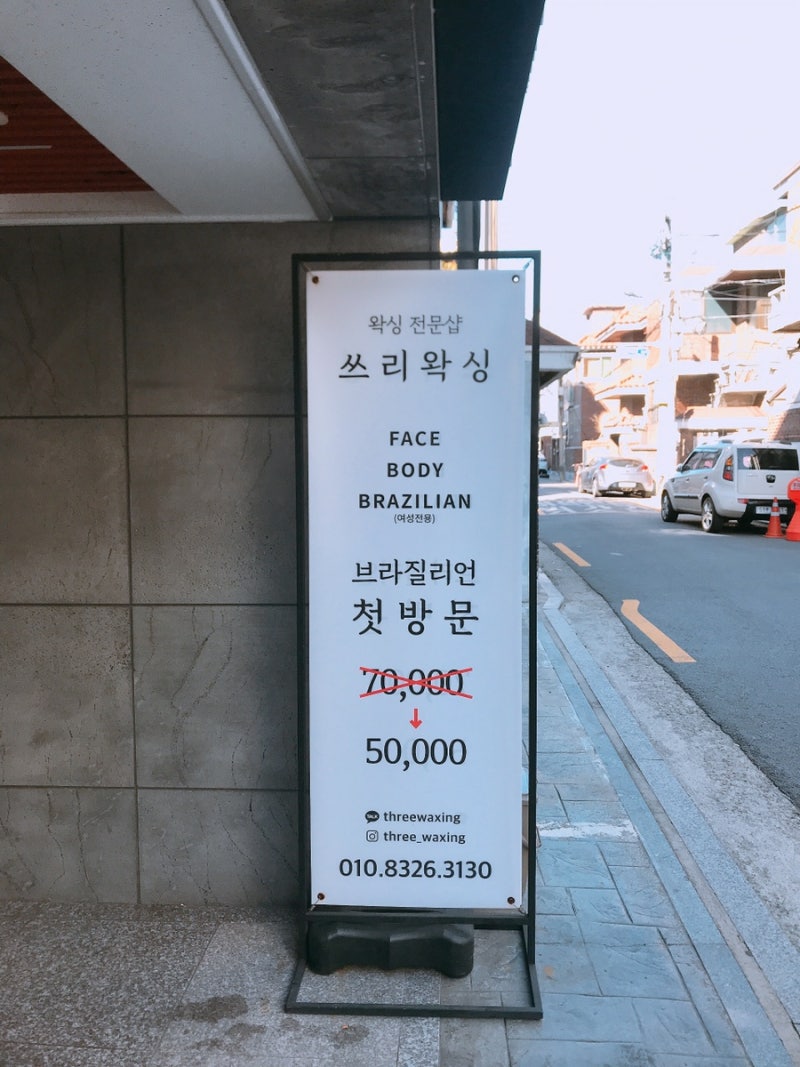 왁싱 전문샵
쓰리왁싱
FACE
BODY
BRAZILIAN
(여성전용)
브라질리언
첫방문
70,000
50,000
TALK threewaxing
three_waxing
010.8326.3130